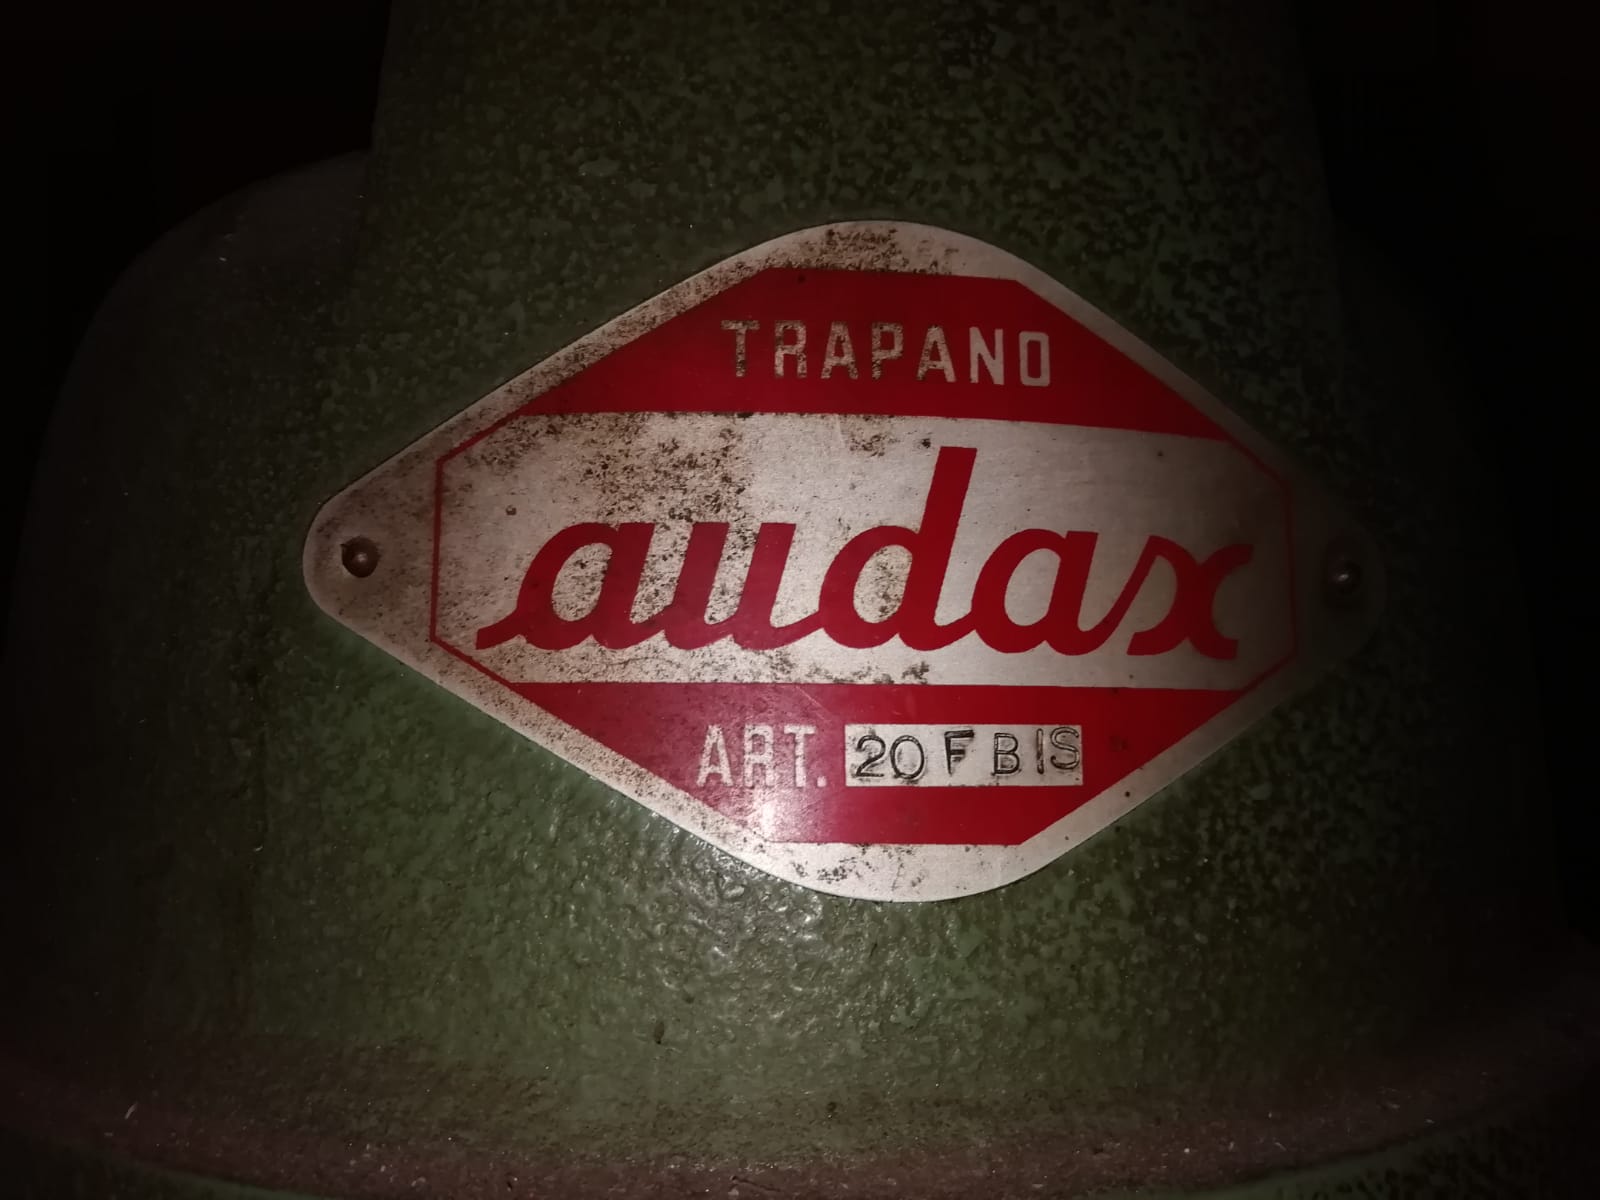 TRAPANO
audax
ART. 20 F BIS